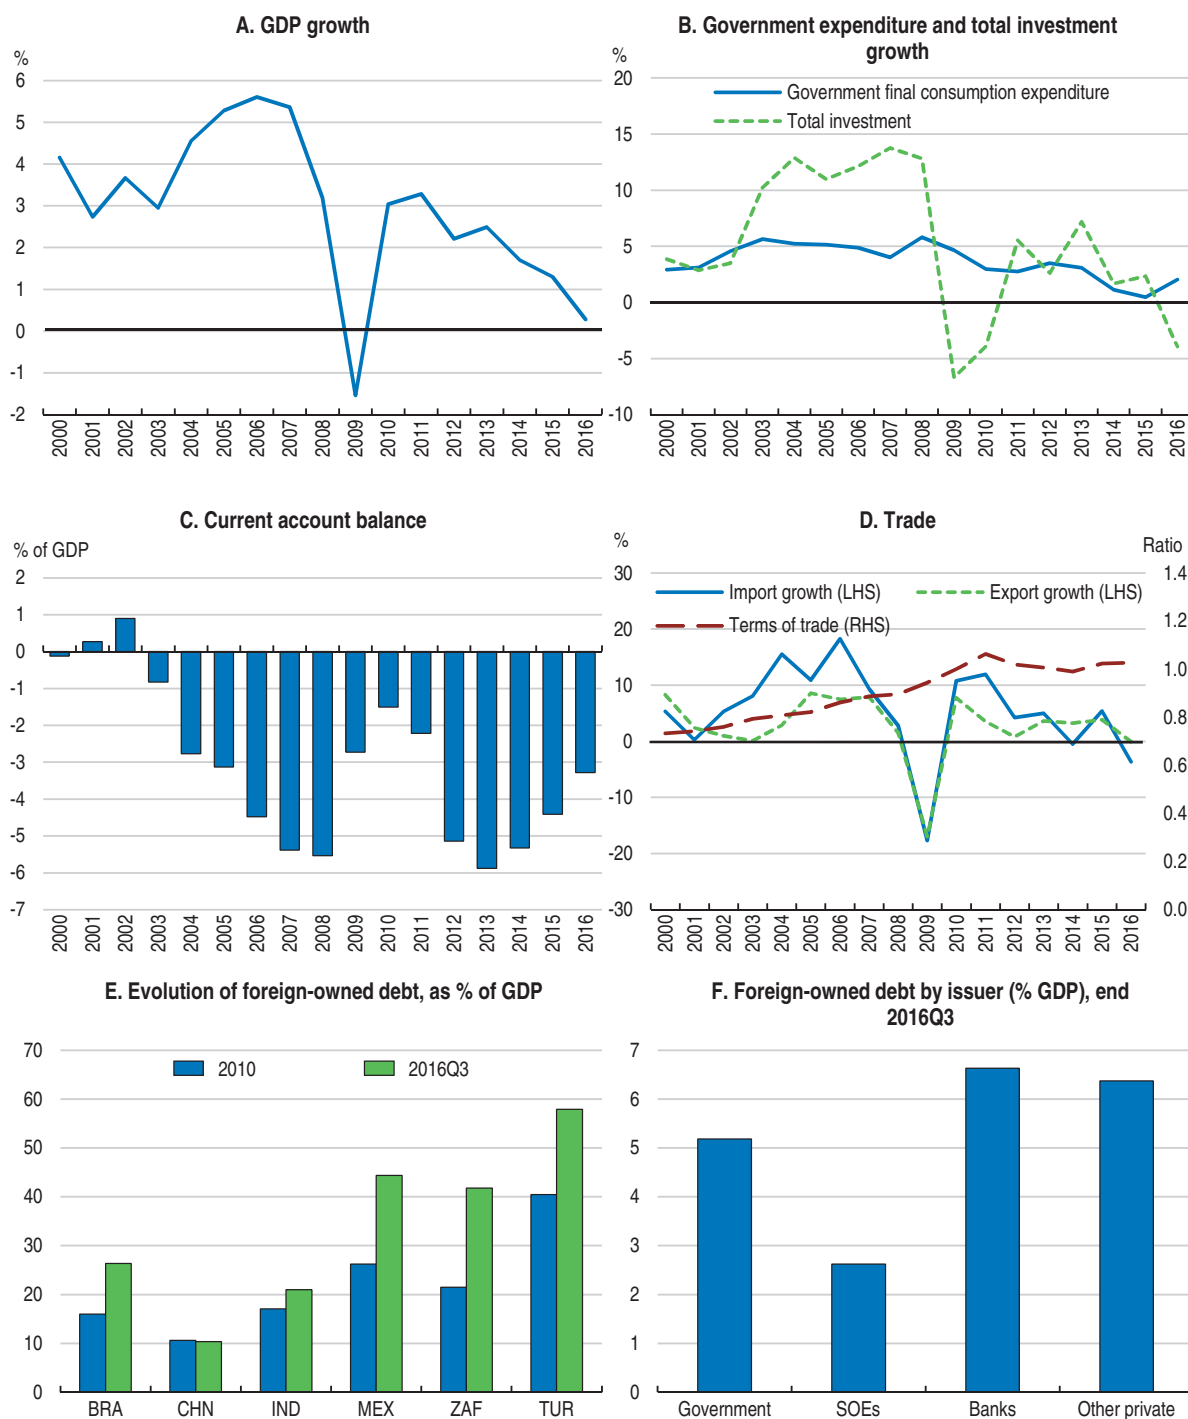 A. GDP growth
%
6
5
4
3
2
1
0
-1
-2
2000 2001 2002 2003 2004 2005 2006 2007 2008 2009 2010 2011 2012 2013 2014 2015 2016
B. Government expenditure and total investment
growth
%
20
15
10
5
0
-5
-10
Government final consumption expenditure
Total investment
2000 2001 2002 2003 2004 2005 2006 2007 2008 2009 2010 2011 2012 2013 2014 2015 2016
C. Current account balance
% of GDP
2
1
0
-1
-2
-3
-4
-5
-6
-7
2000 2001 2002 2003 2004 2005 2006 2007 2008 2009 2010 2011 2012 2013 2014 2015 2016
D. Trade
%
Ratio
30
20
10
0
-10
-20
-30
Import growth (LHS)
Export growth (LHS)
Terms of trade (RHS)
1.4
1.2
1.0
0.8
0.6
0.4
0.2
0.0
2000 2001 2002 2003 2004 2005 2006 2007 2008 2009 2010 2011 2012 2013 2014 2015 2016
E. Evolution of foreign-owned debt, as % of GDP
70
60
50
40
30
20
10
0
2010
2016Q3
BRA CHN IND MEX ZAF TUR
F. Foreign-owned debt by issuer (% GDP), end
2016Q3
7
6
5
4
3
2
1
0
Government SOEs Banks Other private